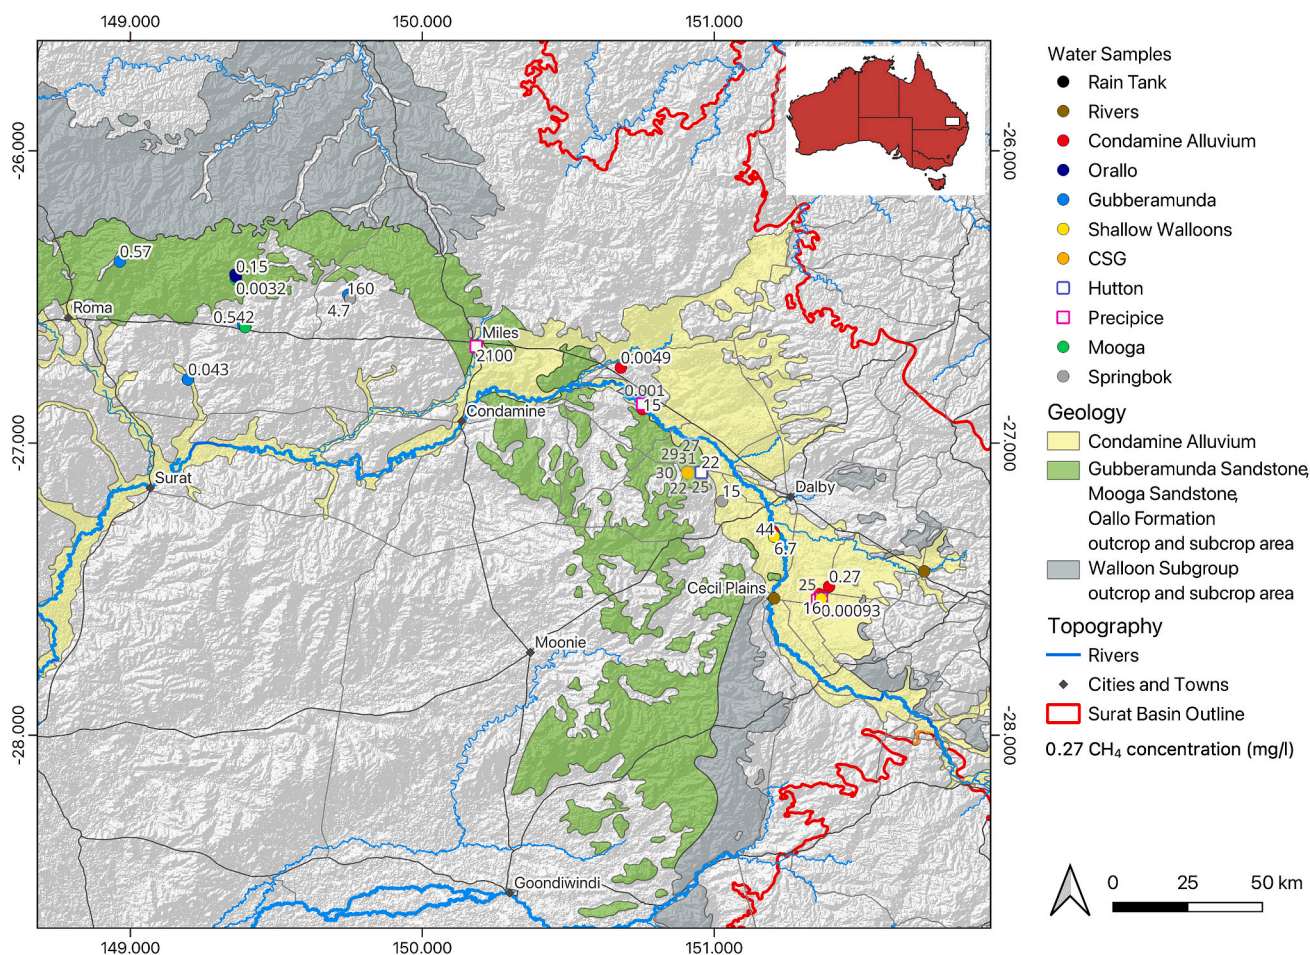 149.000
150.000
151.000
-26.000
-27.000
-28.000
-26.000
-27.000
-28.000
0.57
0.15
0.0032
160
4.7
0.542
Roma
Miles
2100
0.043
0.0049
0.001
15
Condamine
27
2931
30
22
22 25
15
Surat
Dalby
44
6.7
Cecil Plains
25
0.27
16
0.00093
Moonie
Goondiwindi
149.000
150.000
151.000
Water Samples
Rain Tank
Rivers
Condamine Alluvium
Orallo
Gubberamunda
Shallow Walloons
CSG
Hutton
Precipice
Mooga
Springbok
Geology
Condamine Alluvium
Gubberamunda Sandstone,
Mooga Sandstone,
Oallo Formation
outcrop and subcrop area
Walloon Subgroup
outcrop and subcrop area
Topography
Rivers
Cities and Towns
Surat Basin Outline
0.27 CH₄ concentration (mg/l)
0 25 50 km